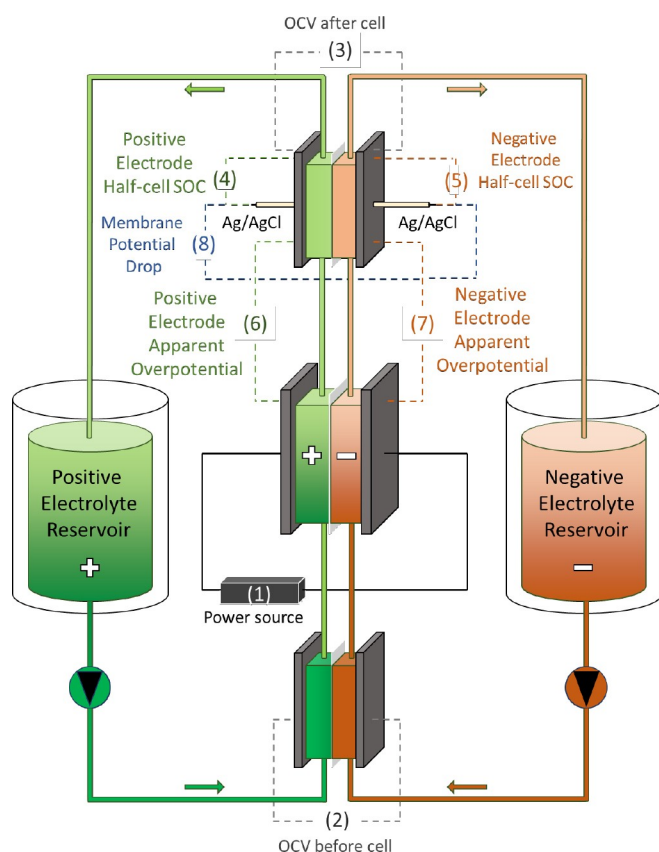 OCV after cell
(3)
Positive
Electrode
Half-cell SOC
(4)
Negative
Electrode
Half-cell SOC
(5)
Ag/AgCl
Ag/AgCl
Membrane
Potential
Drop
(8)
Positive
Electrode
Apparent
Overpotential
(6)
Negative
Electrode
Apparent
Overpotential
(7)
Positive
Electrolyte
Reservoir
+
+
−
Negative
Electrolyte
Reservoir
−
(1)
Power source
(2)
OCV before cell